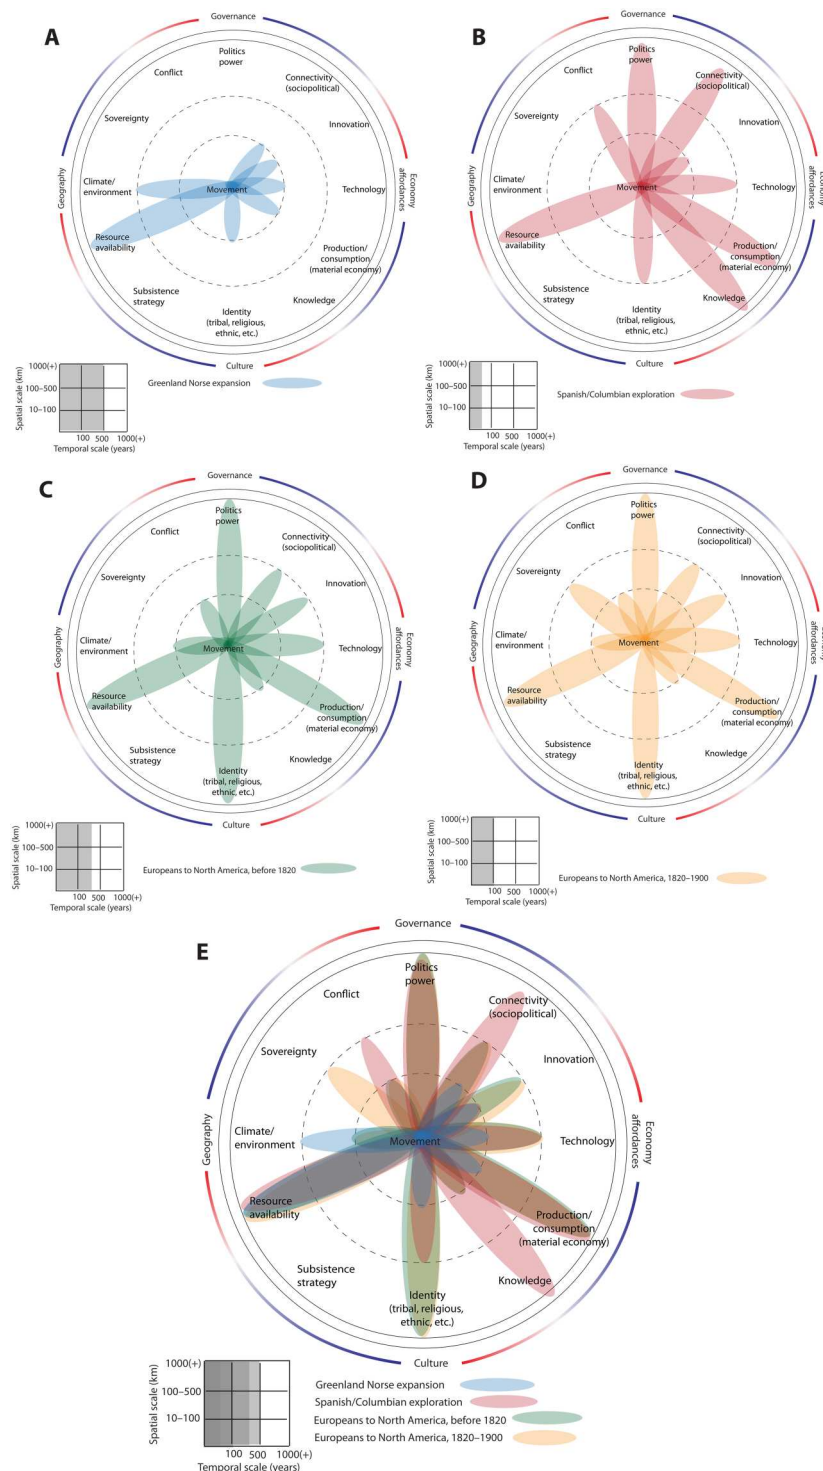 A
Governance
Politics
power
Conflict
Connectivity
(sociopolitical)
Sovereignty
Innovation
Geography
Climate/
environment
Movement
Technology
Economy
affordances
Resource
availability
Production/
consumption
(material economy)
Subsistence
strategy
Identity
(tribal, religious,
ethnic, etc.)
Knowledge
Culture
Spatial scale (km)
1000(+)
100–500
10–100
100 500 1000(+)
Temporal scale (years)
Greenland Norse expansion
B
Governance
Politics
power
Conflict
Connectivity
(sociopolitical)
Sovereignty
Innovation
Geography
Climate/
environment
Movement
Technology
Economy
affordances
Resource
availability
Production/
consumption
(material economy)
Subsistence
strategy
Identity
(tribal, religious,
ethnic, etc.)
Knowledge
Culture
Spatial scale (km)
1000(+)
100–500
10–100
100 500 1000(+)
Temporal scale (years)
Spanish/Columbian exploration
C
Governance
Politics
power
Conflict
Connectivity
(sociopolitical)
Sovereignty
Innovation
Geography
Climate/
environment
Movement
Technology
Economy
affordances
Resource
availability
Production/
consumption
(material economy)
Subsistence
strategy
Identity
(tribal, religious,
ethnic, etc.)
Knowledge
Culture
Spatial scale (km)
1000(+)
100–500
10–100
100 500 1000(+)
Temporal scale (years)
Europeans to North America, before 1820
D
Governance
Politics
power
Conflict
Connectivity
(sociopolitical)
Sovereignty
Innovation
Geography
Climate/
environment
Movement
Technology
Economy
affordances
Resource
availability
Production/
consumption
(material economy)
Subsistence
strategy
Identity
(tribal, religious,
ethnic, etc.)
Knowledge
Culture
Spatial scale (km)
1000(+)
100–500
10–100
100 500 1000(+)
Temporal scale (years)
Europeans to North America, 1820–1900
E
Governance
Politics
power
Conflict
Connectivity
(sociopolitical)
Sovereignty
Innovation
Geography
Climate/
environment
Movement
Technology
Economy
affordances
Resource
availability
Production/
consumption
(material economy)
Subsistence
strategy
Identity
(tribal, religious,
ethnic, etc.)
Knowledge
Culture
Spatial scale (km)
1000(+)
100–500
10–100
100 500 1000(+)
Temporal scale (years)
Greenland Norse expansion
Spanish/Columbian exploration
Europeans to North America, before 1820
Europeans to North America, 1820–1900